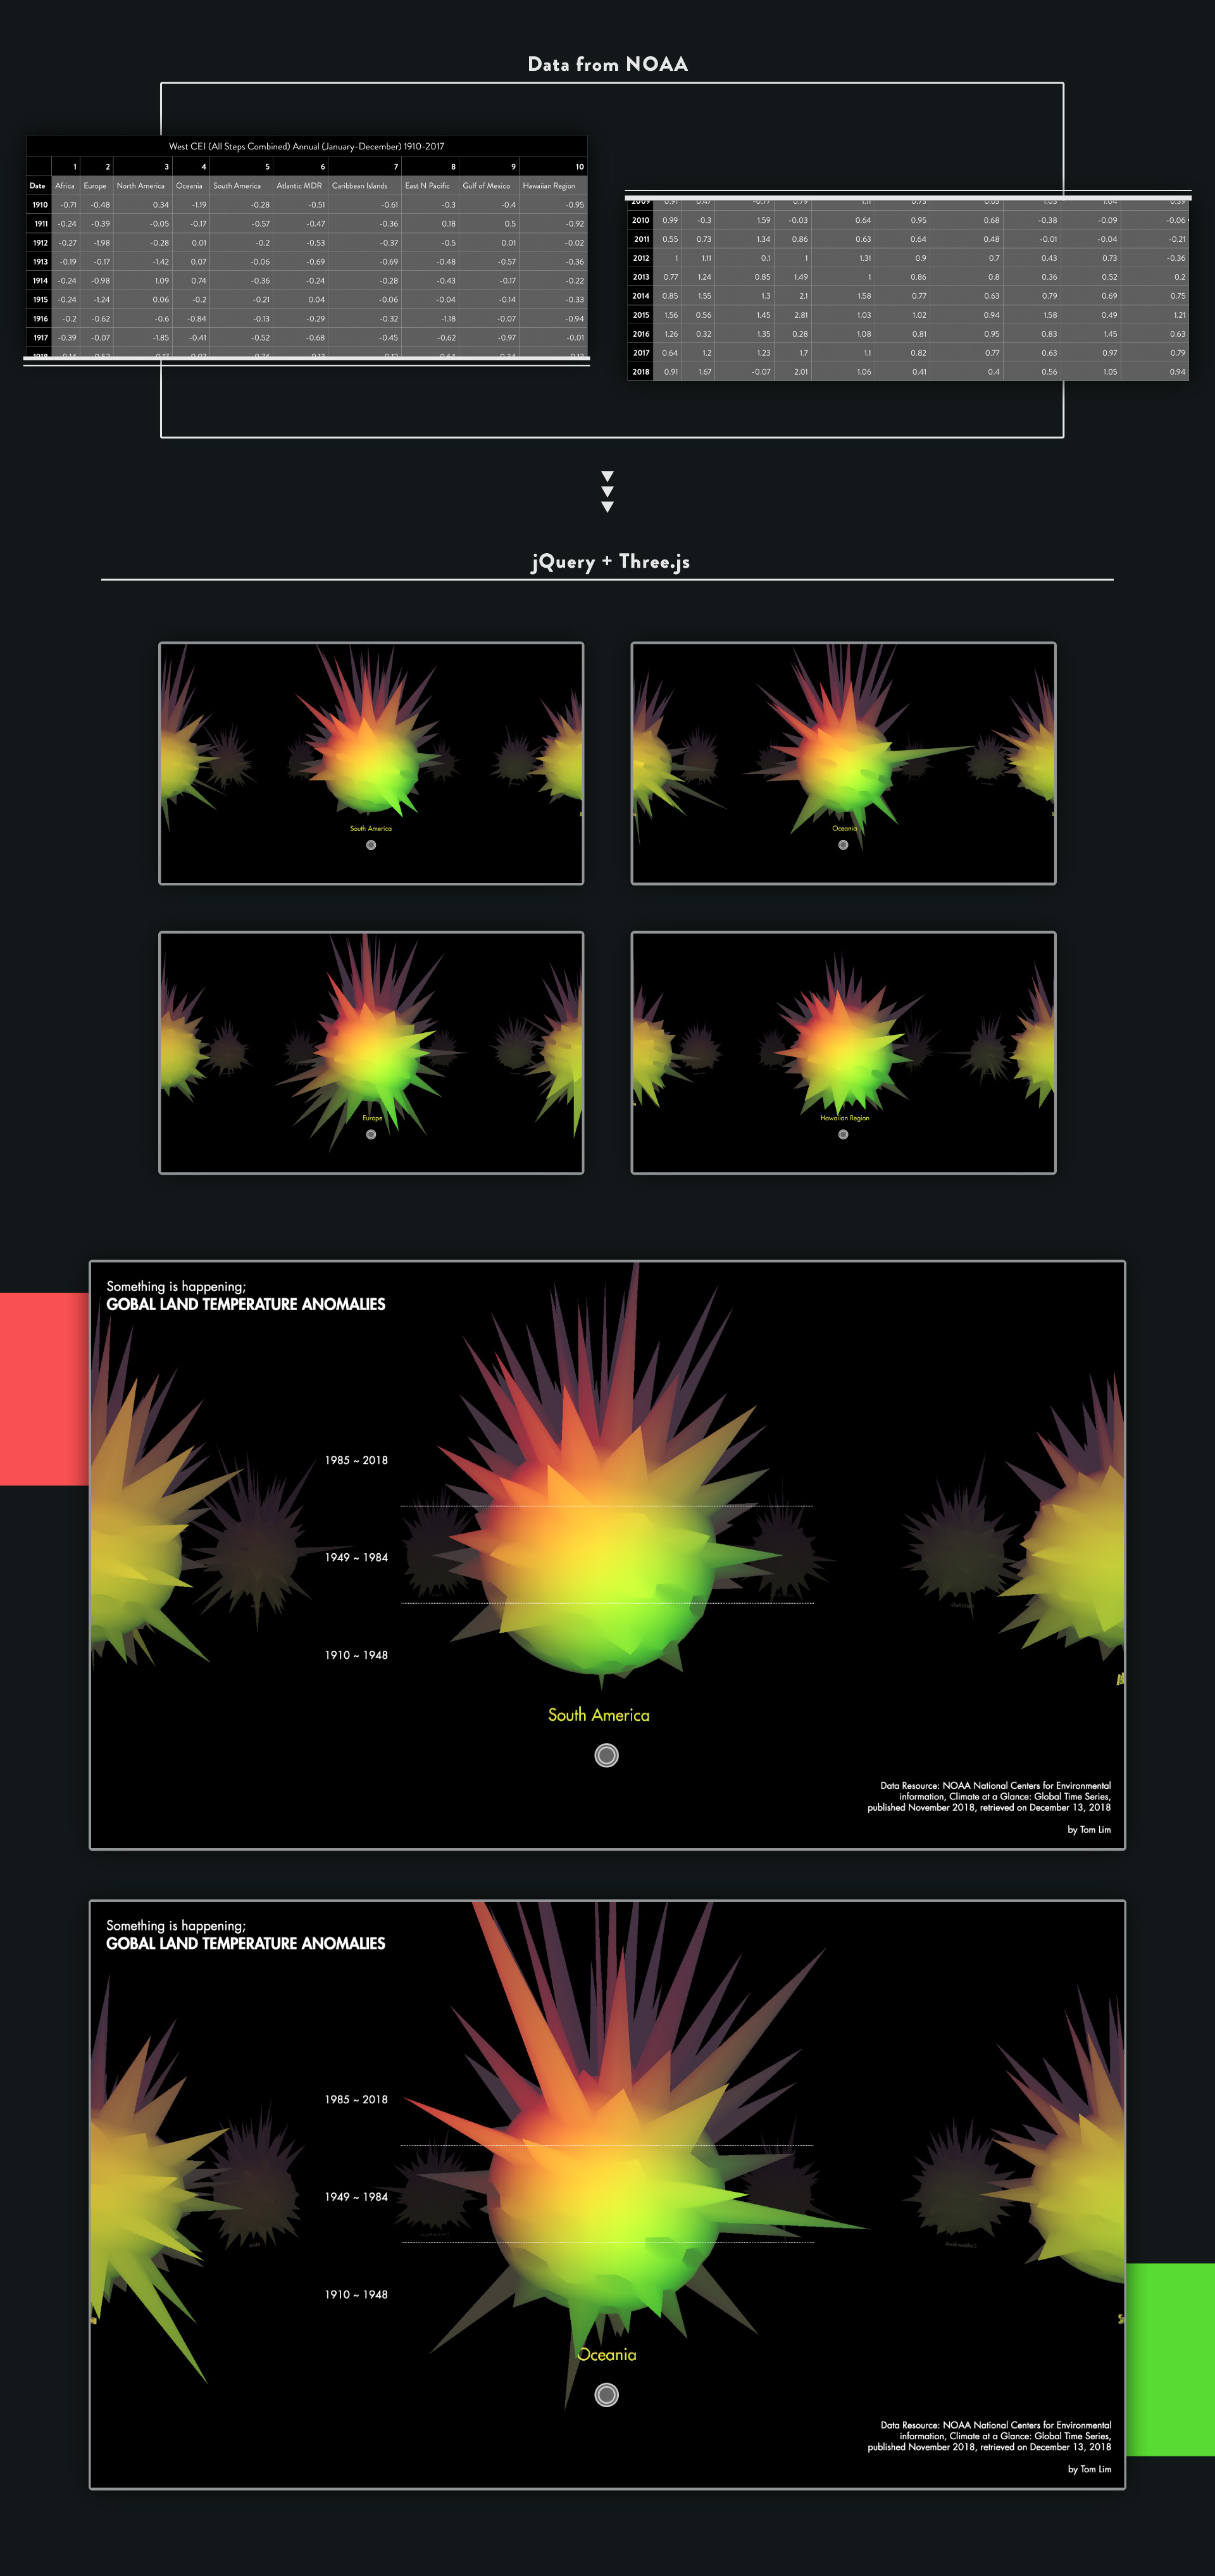 Data from NOAA
West CEI (All Steps Combined) Annual (January-December) 1910-2017
1 2 3 4 5 6 7 8 9 10
Date Africa Europe North America Oceania South America Atlantic MDR Caribbean Islands East N Pacific Gulf of Mexico Hawaiian Region
1910 -0.71 -0.48 0.34 -1.19 -0.28 -0.51 -0.61 -0.3 -0.4 -0.95
1911 -0.24 -0.39 -0.05 -0.17 -0.57 -0.47 -0.36 0.18 0.5 -0.92
1912 -0.27 -1.98 -0.28 0.01 -0.2 -0.53 -0.37 -0.5 0.01 -0.02
1913 -0.19 -0.17 -1.42 0.07 -0.06 -0.69 -0.69 -0.48 -0.57 -0.36
1914 -0.24 -0.98 1.09 0.74 -0.36 -0.24 -0.28 -0.43 -0.17 -0.22
1915 -0.24 -1.24 0.06 -0.2 -0.21 0.04 -0.06 -0.04 -0.14 -0.33
1916 -0.2 -0.62 -0.6 -0.84 -0.13 -0.29 -0.32 -1.18 -0.07 -0.94
1917 -0.39 -0.07 -1.85 -0.41 -0.52 -0.68 -0.45 -0.62 -0.97 -0.01
2010 0.99 -0.3 1.59 -0.03 0.64 0.95 0.68 -0.38 -0.09 -0.06
2011 0.55 0.73 1.34 0.86 0.63 0.64 0.48 -0.01 -0.04 -0.21
2012 1 1.11 0.1 1 1.31 0.9 0.7 0.43 0.73 -0.36
2013 0.77 1.24 0.85 1.49 1 0.86 0.8 0.36 0.52 0.2
2014 0.85 1.55 1.3 2.1 1.58 0.77 0.63 0.79 0.69 0.75
2015 1.56 0.56 1.45 2.81 1.03 1.02 0.94 1.58 0.49 1.21
2016 1.26 0.32 1.35 0.28 1.08 0.81 0.95 0.83 1.45 0.63
2017 0.64 1.2 1.23 1.7 1.1 0.82 0.77 0.63 0.97 0.79
2018 0.91 1.67 -0.07 2.01 1.06 0.41 0.4 0.56 1.05 0.94
jQuery + Three.js
South America
Oceania
Europe
Hawaiian Region
Something is happening;
GOBAL LAND TEMPERATURE ANOMALIES
1985 ~ 2018
1949 ~ 1984
1910 ~ 1948
South America
Data Resource: NOAA National Centers for Environmental
information, Climate at a Glance: Global Time Series,
published November 2018, retrieved on December 13, 2018
by Tom Lim
Something is happening;
GOBAL LAND TEMPERATURE ANOMALIES
1985 ~ 2018
1949 ~ 1984
1910 ~ 1948
Oceania
Data Resource: NOAA National Centers for Environmental
information, Climate at a Glance: Global Time Series,
published November 2018, retrieved on December 13, 2018
by Tom Lim